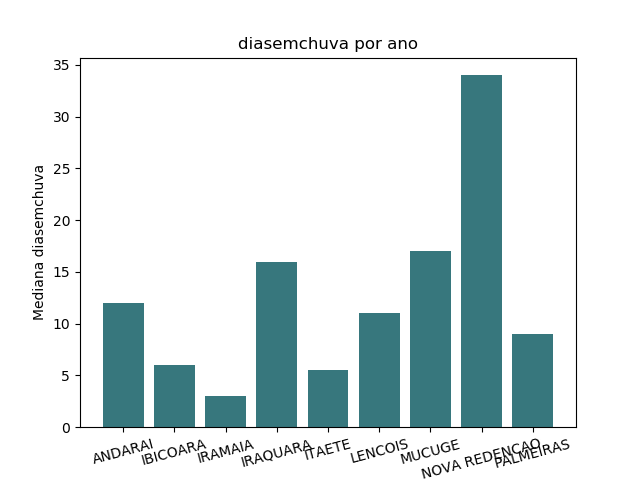 diasemchuva por ano
Mediana diasemchuva
35
30
25
20
15
10
5
0
ANDARAI
IBICOARA
IRAMAIA
IRAQUARA
ITAETE
LENCOIS
MUCUGE
NOVA REDENCAO
PALMEIRAS